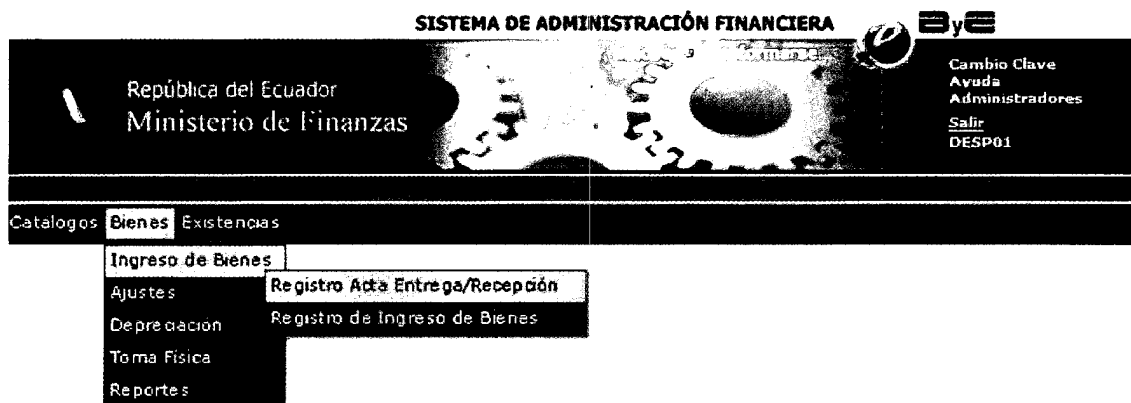 SISTEMA DE ADMINISTRACIÓN FINANCIERA
e ByE
República del Ecuador
Ministerio de Finanzas
Cambio Clave
Ayuda
Administradores
Salir
DESP01
Catalogos Bienes Existencias
Ingreso de Bienes
Ajustes
Depreciación
Toma Física
Reportes
Registro Acta Entrega/Recepción
Registro de Ingreso de Bienes